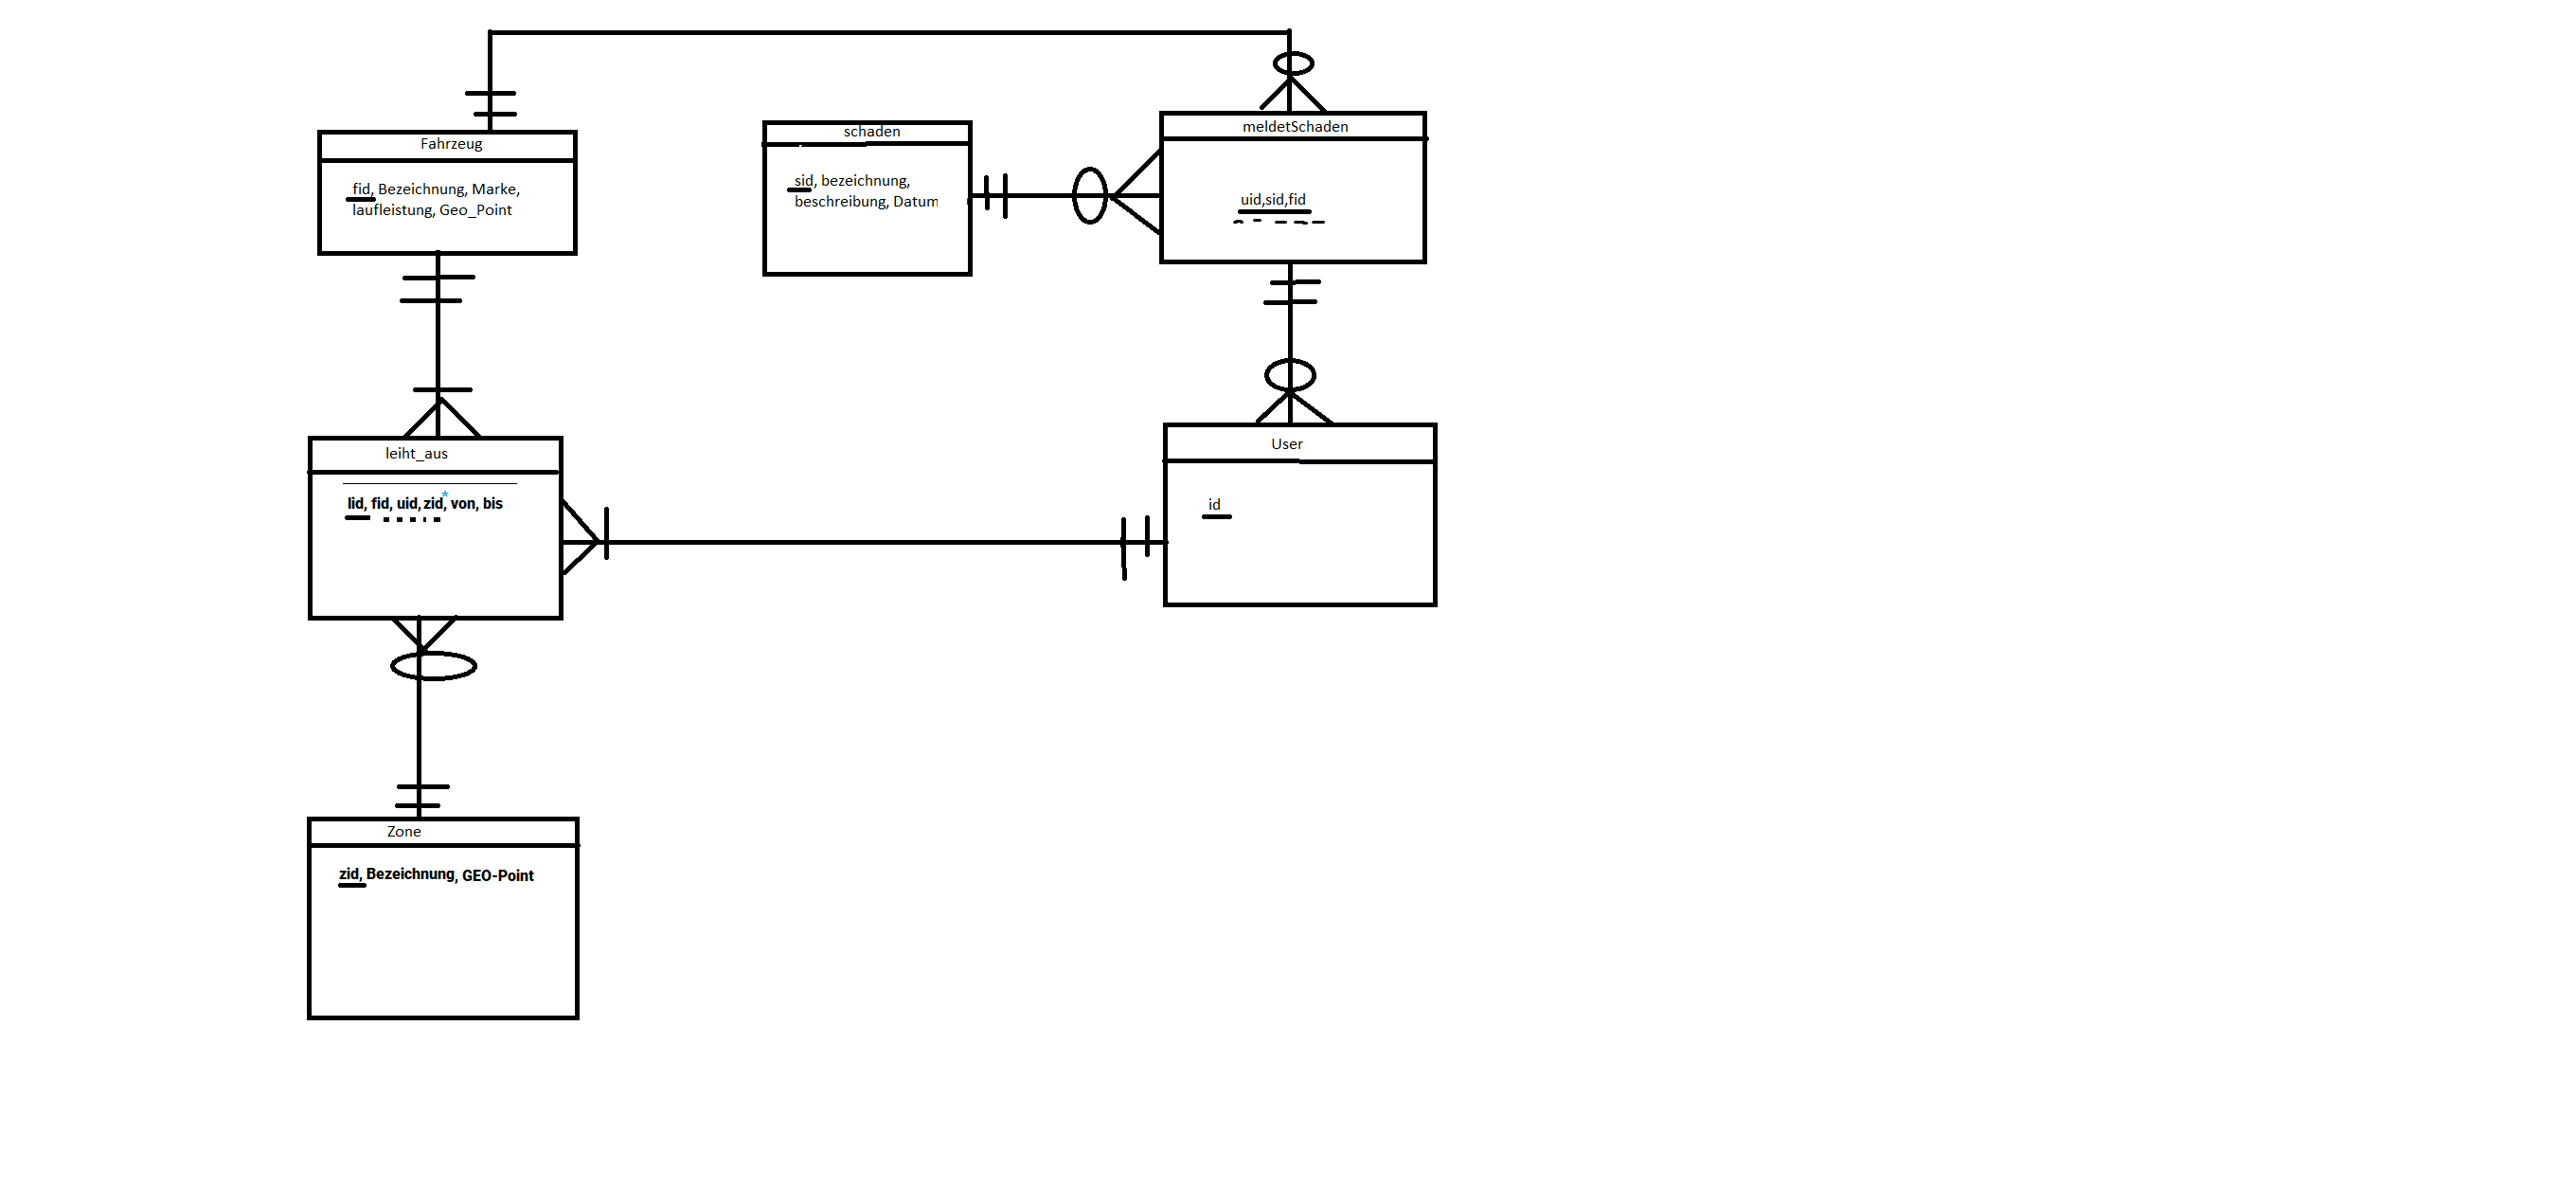 Fahrzeug
fid, Bezeichnung, Marke,
laufleistung, Geo_Point
schaden
sid, bezeichnung,
beschreibung, Datum
meldetSchaden
uid,sid,fid
leiht_aus
lid, fid, uid, zid,* von, bis
User
id
Zone
zid, Bezeichnung, GEO-Point